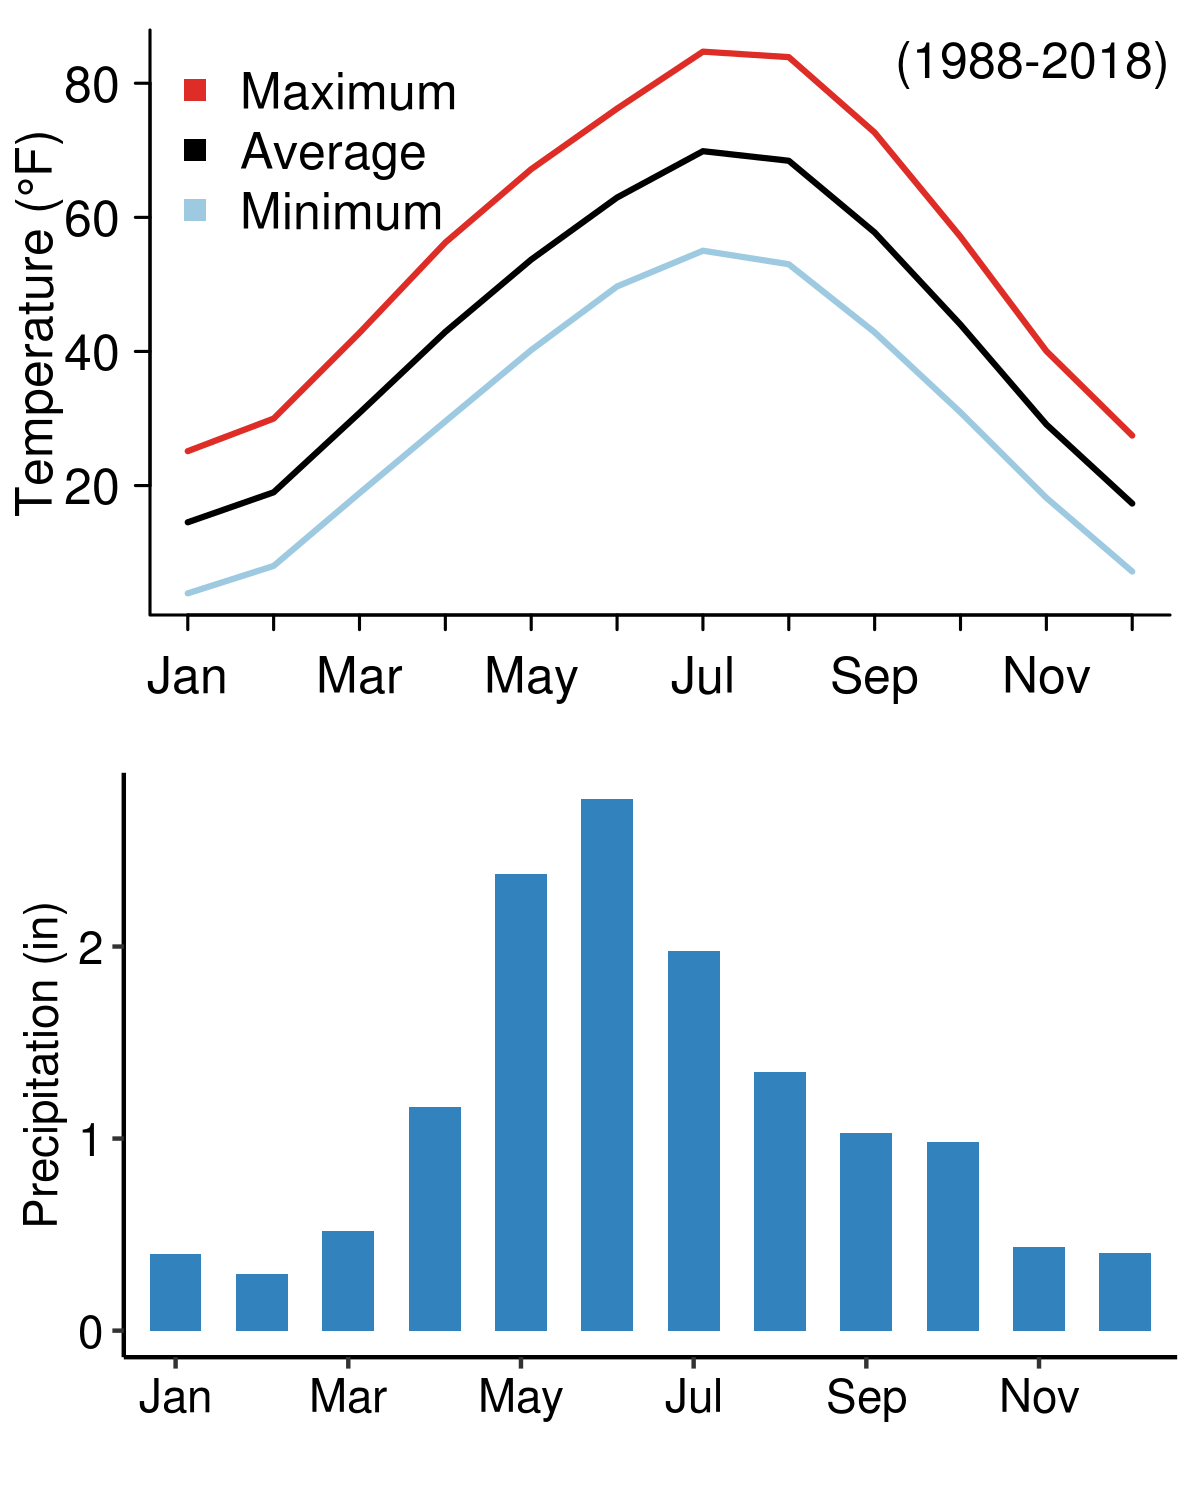 (1988-2018)
Maximum
Average
Minimum
Temperature (°F)
80
60
40
20
Jan Mar May Jul Sep Nov
Precipitation (in)
2
1
0
Jan Mar May Jul Sep Nov